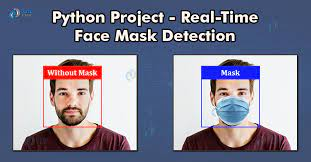 Python Project - Real-Time
Face Mask Detection
Without Mask
Mask